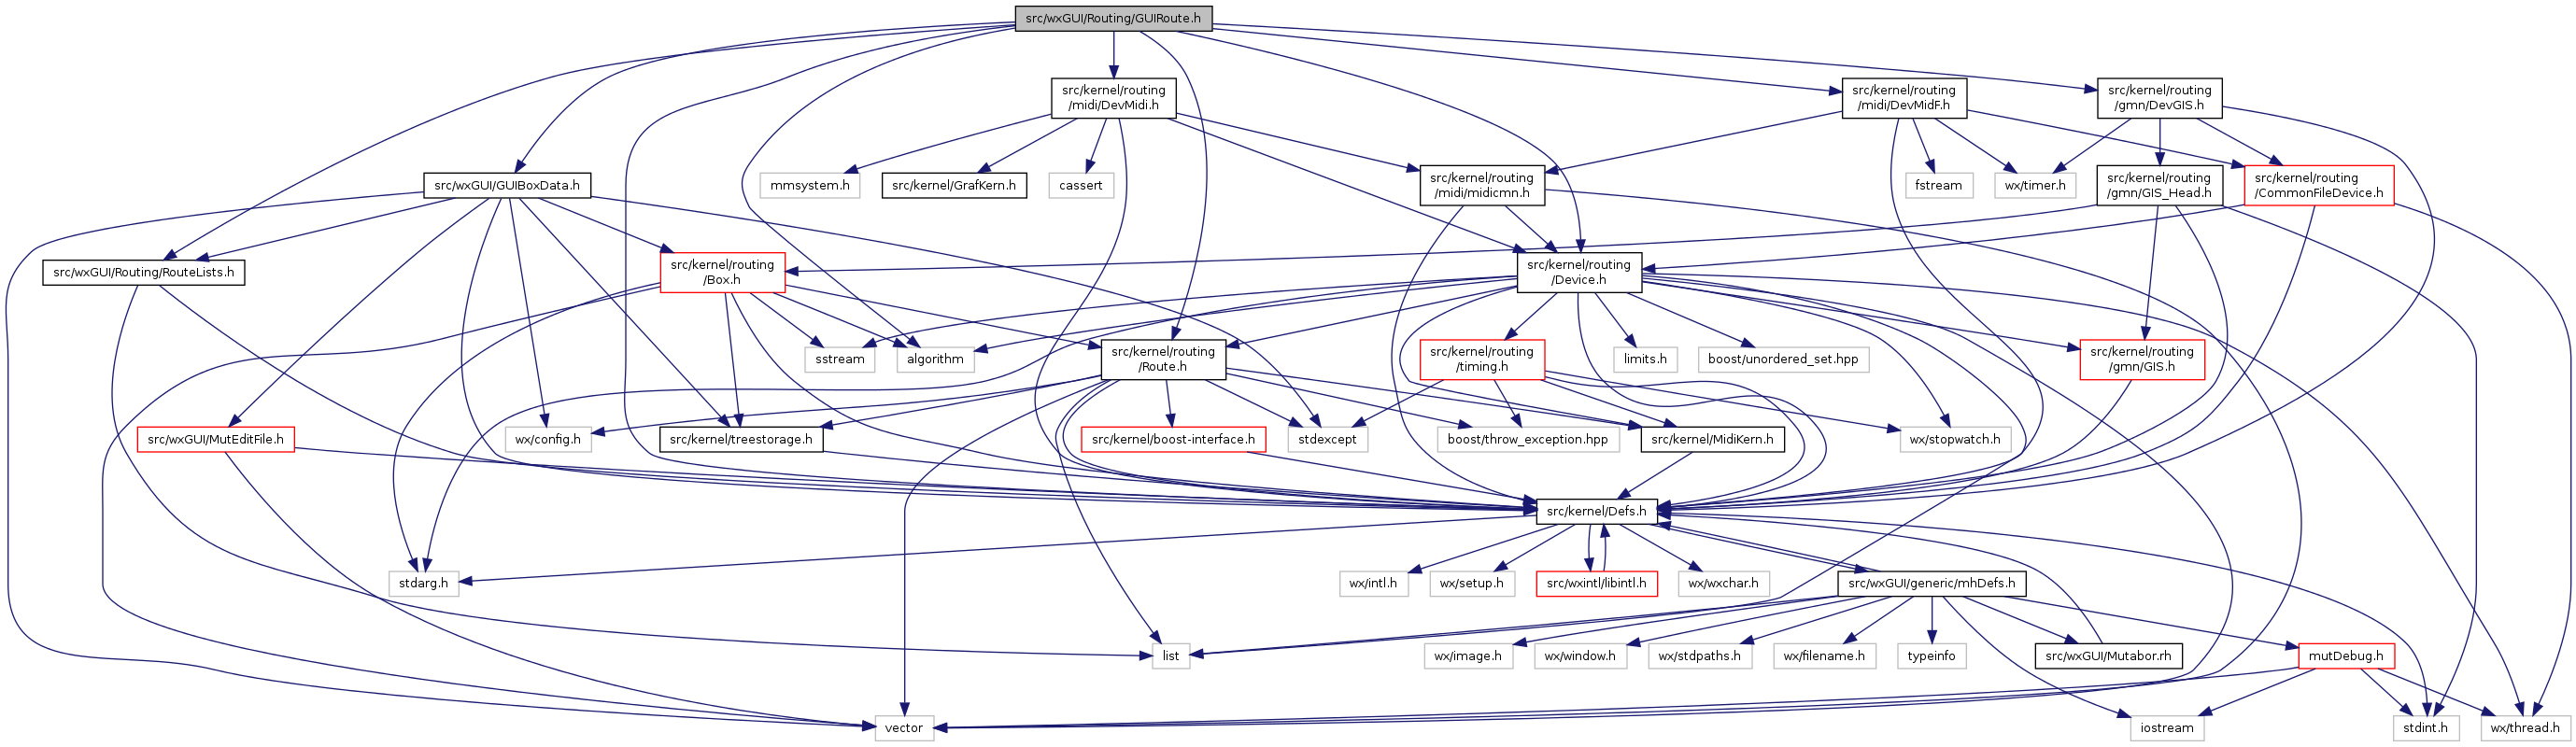 src/wxGUI/Routing/GUIRoute.h
src/kernel/routing
/midi/DevMidi.h
src/kernel/routing
/midi/DevMidF.h
src/kernel/routing
/gmn/DevGIS.h
src/wxGUI/GUIBoxData.h
mmsystem.h
src/kernel/GrafKern.h
cassert
src/kernel/routing
/midi/midicmn.h
fstream
wx/timer.h
src/kernel/routing
/gmn/GIS_Head.h
src/kernel/routing
/CommonFileDevice.h
src/wxGUI/Routing/RouteLists.h
src/kernel/routing
/Box.h
src/kernel/routing
/Device.h
sstream
algorithm
src/kernel/routing
/Route.h
src/kernel/routing
/timing.h
limits.h
boost/unordered_set.hpp
src/kernel/routing
/gmn/GIS.h
src/wxGUI/MutEditFile.h
wx/config.h
src/kernel/treestorage.h
src/kernel/boost-interface.h
stdexcept
boost/throw_exception.hpp
src/kernel/MidiKern.h
wx/stopwatch.h
src/kernel/Defs.h
stdarg.h
wx/intl.h
wx/setup.h
src/wxintl/libintl.h
wx/wxchar.h
src/wxGUI/generic/mhDefs.h
list
wx/image.h
wx/window.h
wx/stdpaths.h
wx/filename.h
typeinfo
src/wxGUI/Mutabor.rh
mutDebug.h
vector
iostream
stdint.h
wx/thread.h